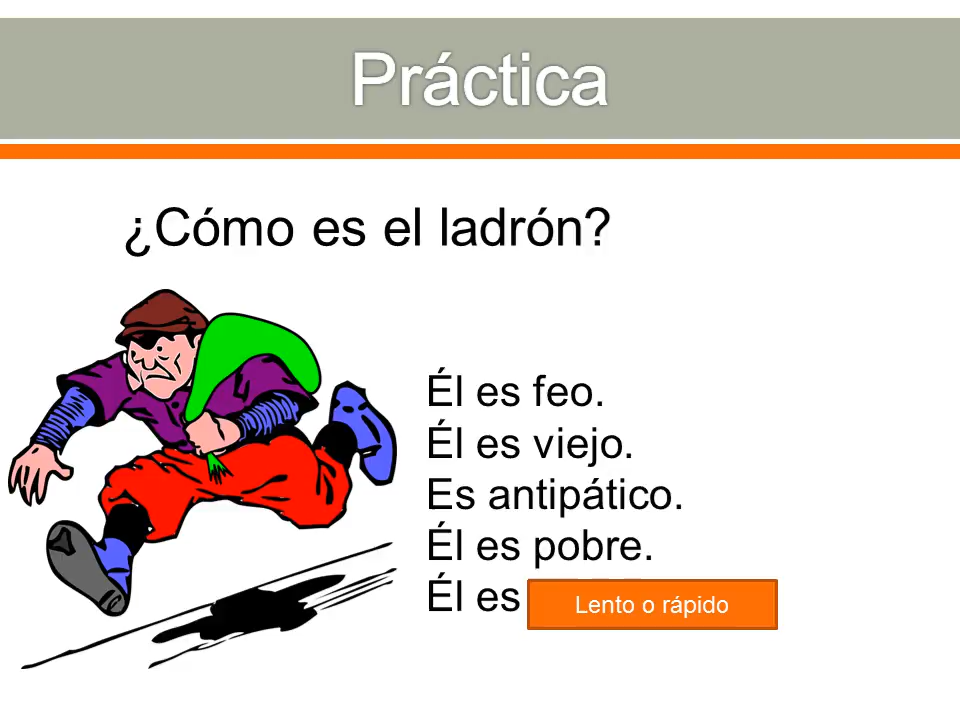 Práctica
¿Cómo es el ladrón?
Él es feo.
Él es viejo.
Es antipático.
Él es pobre.
Él es
Lento o rápido